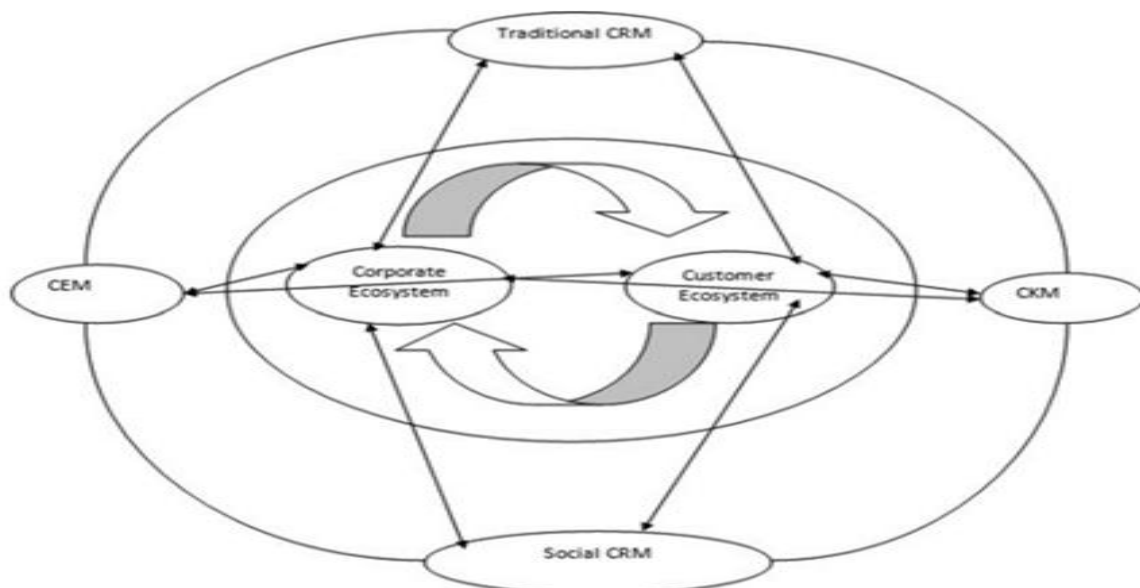 Traditional CRM
CEM
Corporate
Ecosystem
Customer
Ecosystem
CKM
Social CRM